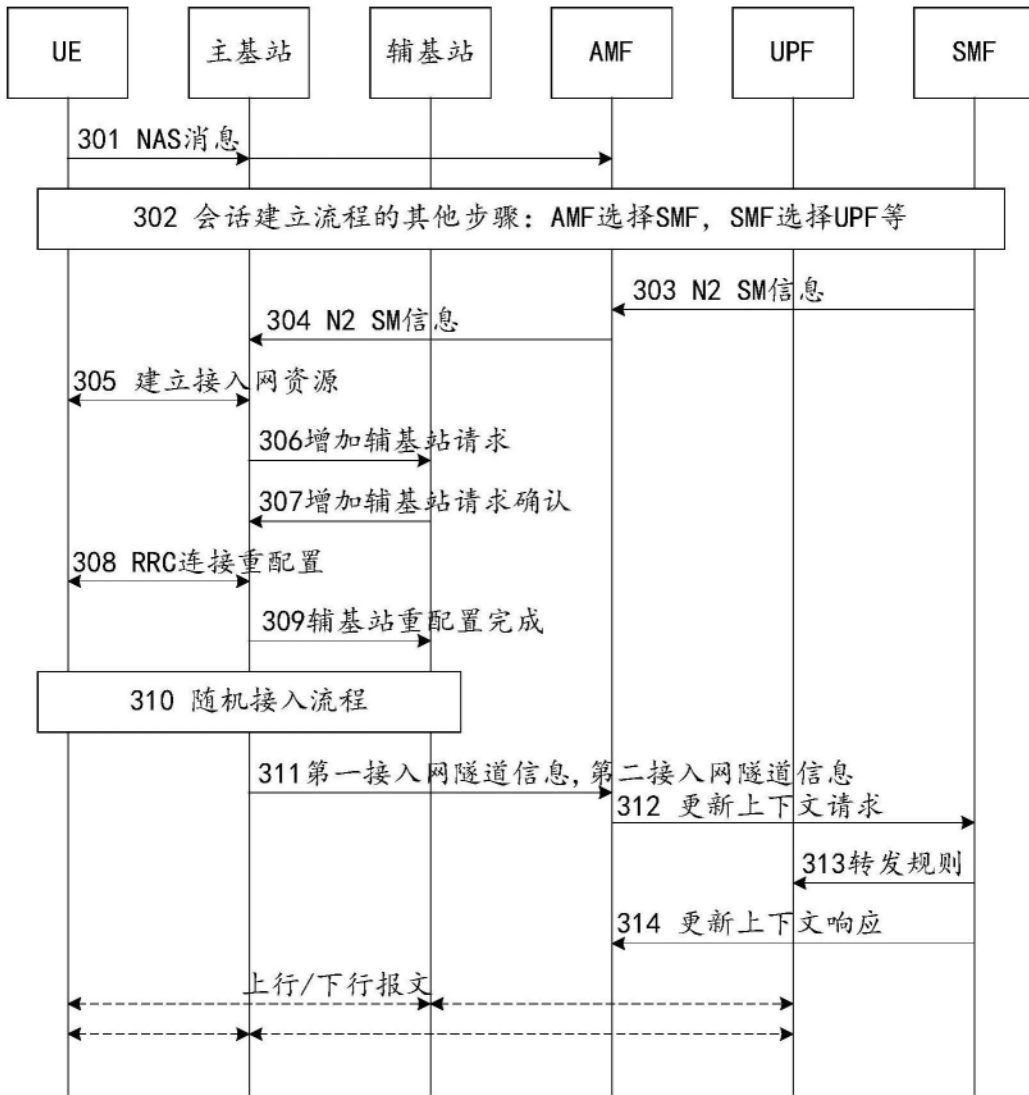 UE 主基站 辅基站 AMF UPF SMF
301 NAS消息
302 会话建立流程的其他步骤: AMF选择SMF, SMF选择UPF等
303 N2 SM信息
304 N2 SM信息
305 建立接入网资源
306增加辅基站请求
307增加辅基站请求确认
308 RRC连接重配置
309辅基站重配置完成
310 随机接入流程
311第一接入网隧道信息,第二接入网隧道信息
312 更新上下文请求
313转发规则
314 更新上下文响应
上行/下行报文